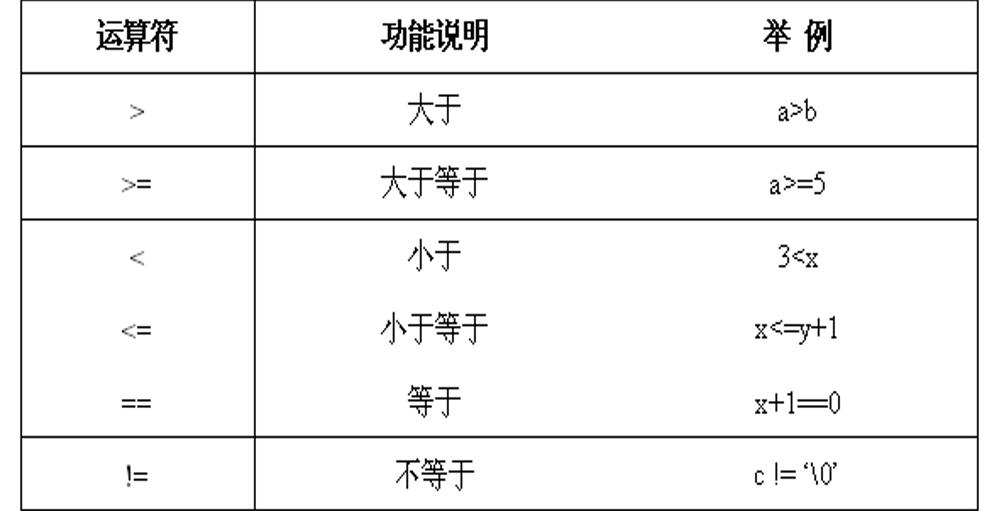 运算符 功能说明 举 例
> 大于 a>b
>= 大于等于 a>=5
< 小于 3<x
<= 小于等于 x<=y+1
== 等于 x+1==0
!= 不等于 c != ‘\0’